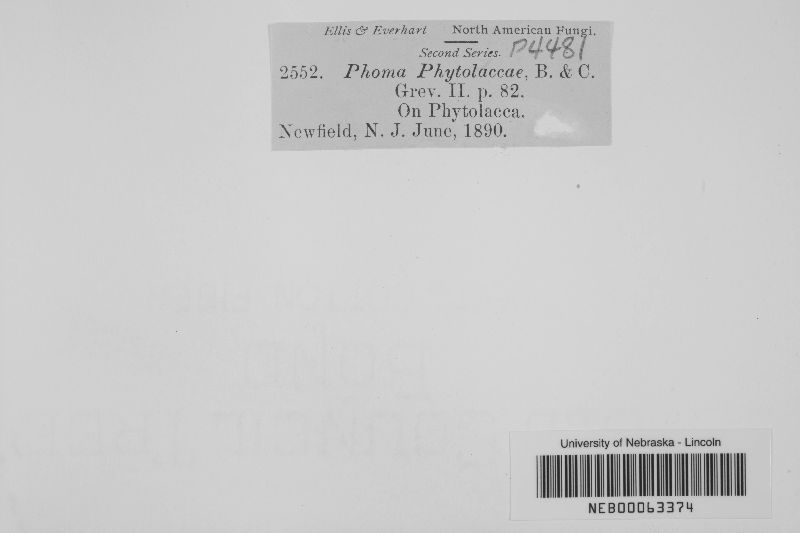 Ellis & Everhart North American Fungi.
Second Series. P4481
2552. Phoma Phytolaccae, B. & C.
Grev. II. p. 82.
On Phytolacca.
Newfield, N. J. June, 1890.
University of Nebraska - Lincoln
NEB00063374